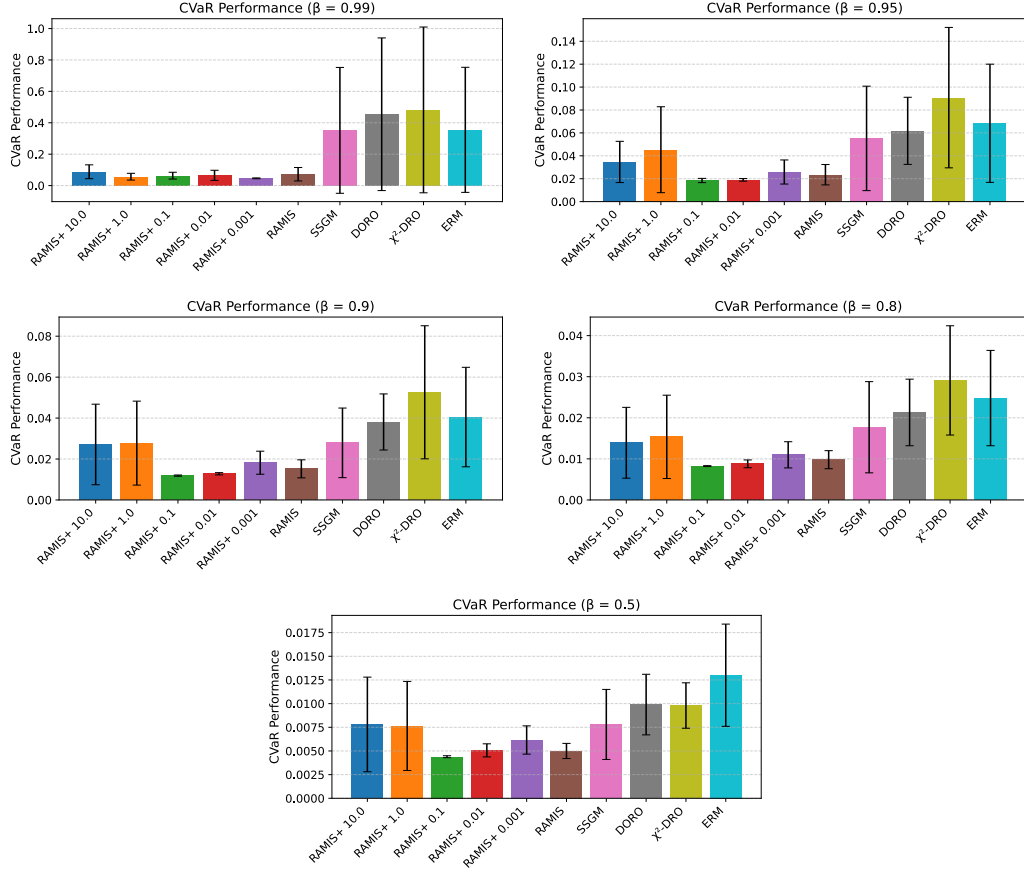 CVaR Performance (β = 0.99)
CVaR Performance
1.0
0.8
0.6
0.4
0.2
0.0
RAMIS+ 10.0
RAMIS+ 1.0
RAMIS+ 0.1
RAMIS+ 0.01
RAMIS+ 0.001
RAMIS
SSGM
DORO
χ²-DRO
ERM
CVaR Performance (β = 0.95)
CVaR Performance
0.14
0.12
0.10
0.08
0.06
0.04
0.02
0.00
RAMIS+ 10.0
RAMIS+ 1.0
RAMIS+ 0.1
RAMIS+ 0.01
RAMIS+ 0.001
RAMIS
SSGM
DORO
χ²-DRO
ERM
CVaR Performance (β = 0.9)
CVaR Performance
0.08
0.06
0.04
0.02
0.00
RAMIS+ 10.0
RAMIS+ 1.0
RAMIS+ 0.1
RAMIS+ 0.01
RAMIS+ 0.001
RAMIS
SSGM
DORO
χ²-DRO
ERM
CVaR Performance (β = 0.8)
CVaR Performance
0.04
0.03
0.02
0.01
0.00
RAMIS+ 10.0
RAMIS+ 1.0
RAMIS+ 0.1
RAMIS+ 0.01
RAMIS+ 0.001
RAMIS
SSGM
DORO
χ²-DRO
ERM
CVaR Performance (β = 0.5)
CVaR Performance
0.0175
0.0150
0.0125
0.0100
0.0075
0.0050
0.0025
0.0000
RAMIS+ 10.0
RAMIS+ 1.0
RAMIS+ 0.1
RAMIS+ 0.01
RAMIS+ 0.001
RAMIS
SSGM
DORO
χ²-DRO
ERM